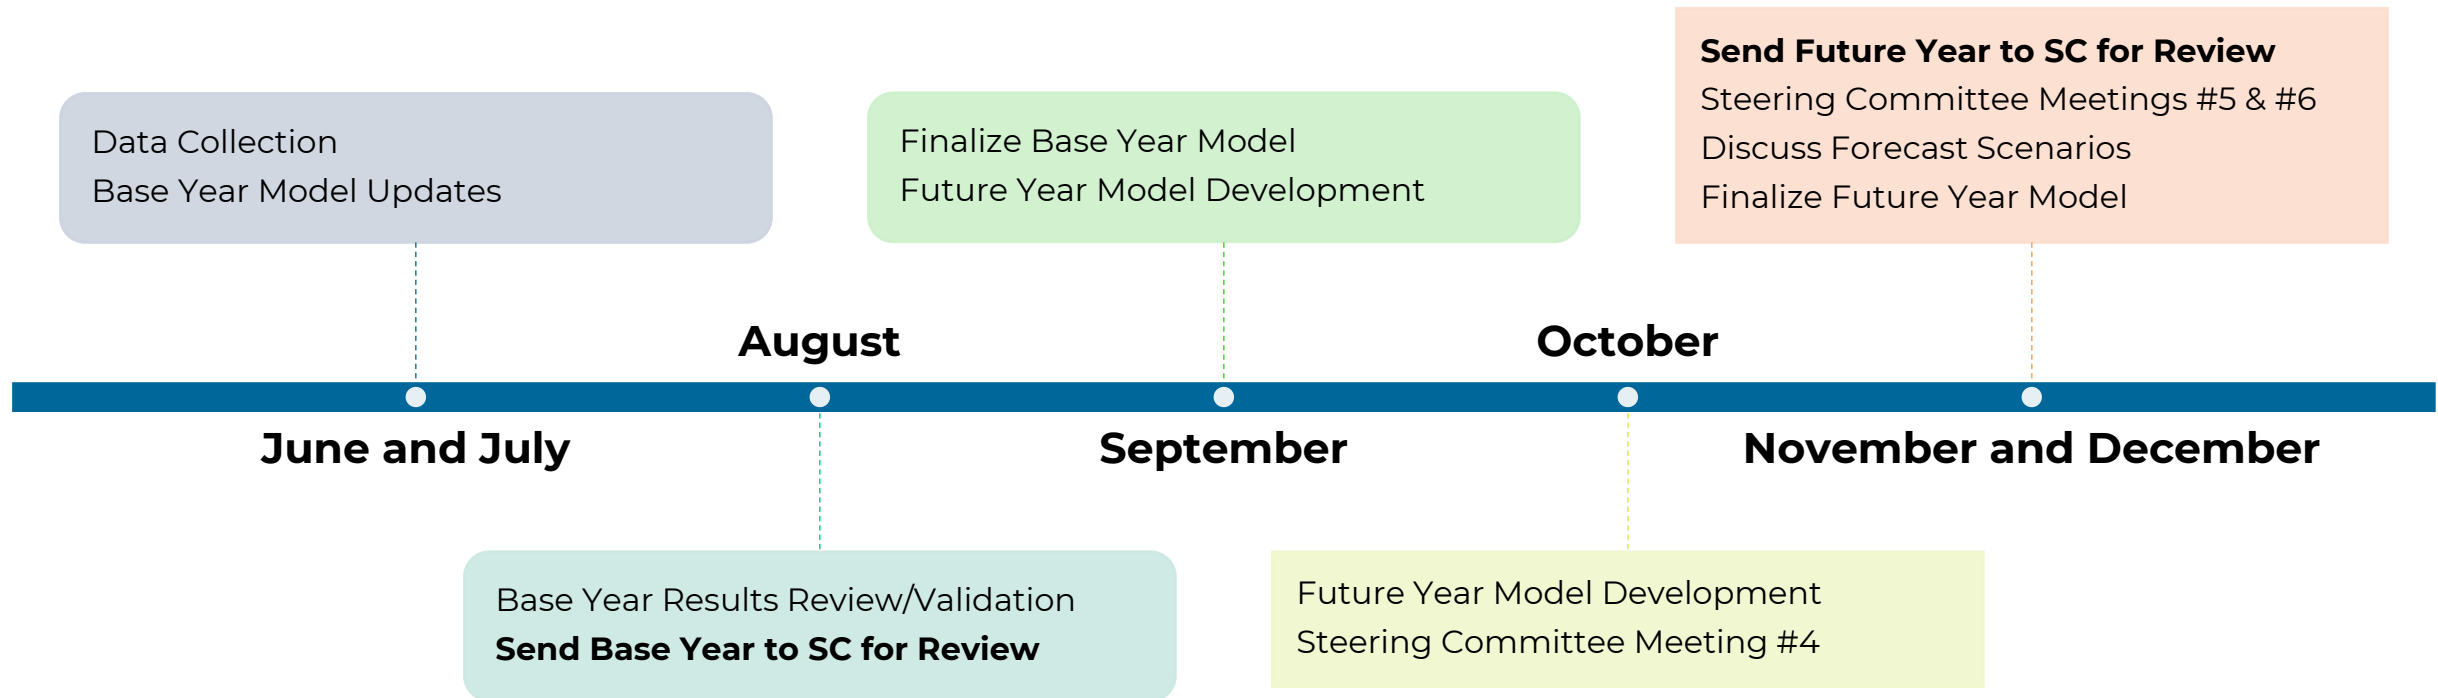 Data Collection
Base Year Model Updates
June and July
August
Base Year Results Review/Validation
Send Base Year to SC for Review
Finalize Base Year Model
Future Year Model Development
September
October
Future Year Model Development
Steering Committee Meeting #4
Send Future Year to SC for Review
Steering Committee Meetings #5 & #6
Discuss Forecast Scenarios
Finalize Future Year Model
November and December